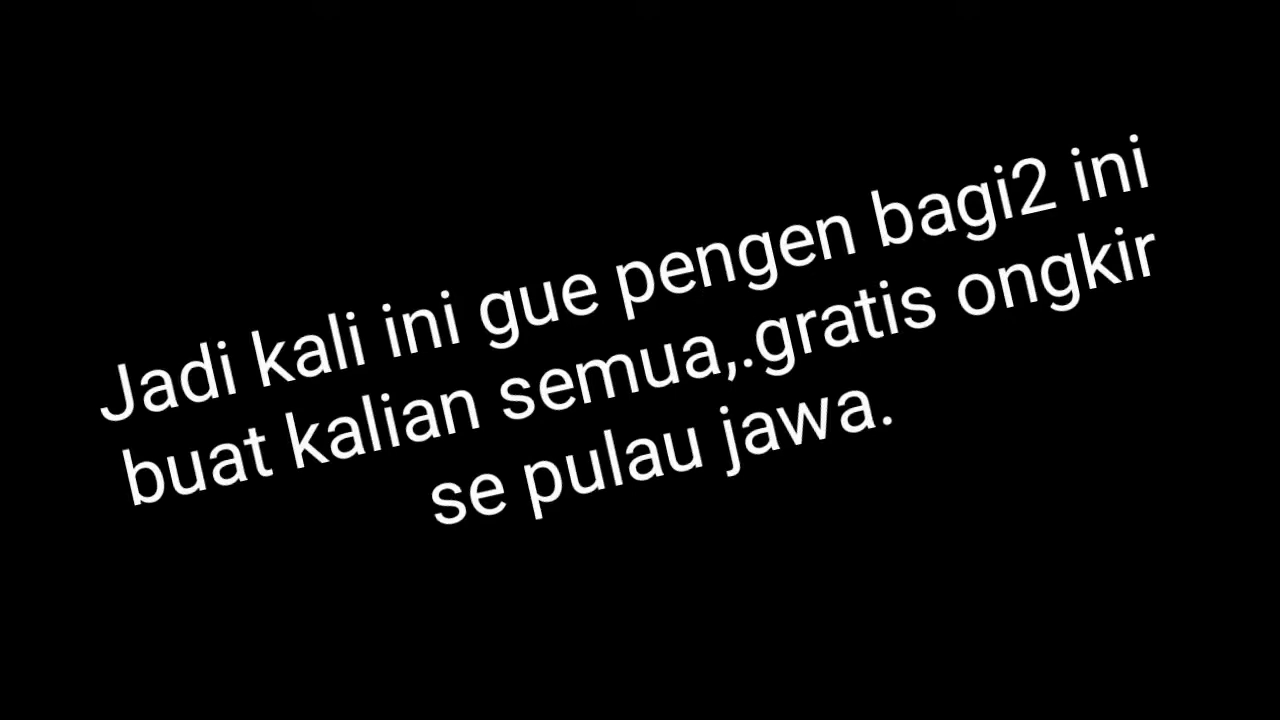 Jadi kali ini gue pengen bagi2 ini
buat kalian semua,.gratis ongkir
se pulau jawa.